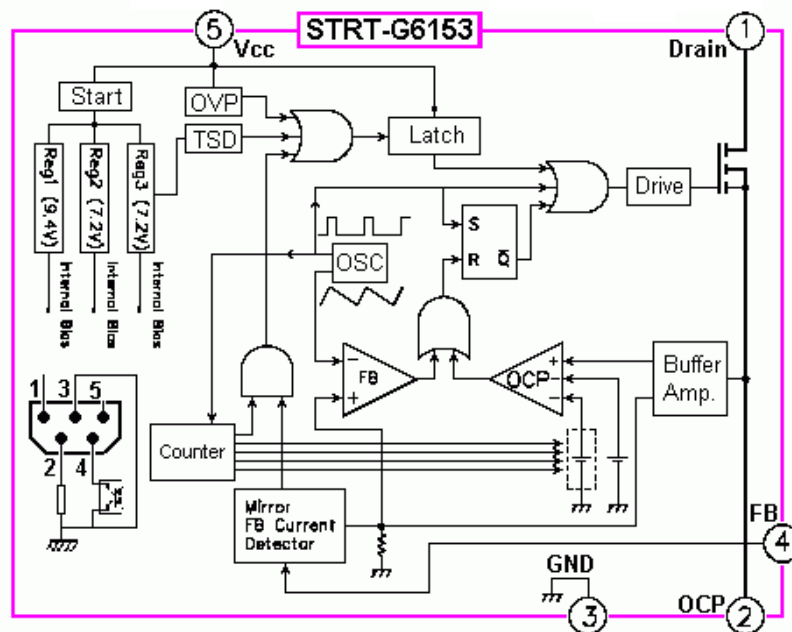 STRT-G6153
5
Vcc
1
Drain
Start
OVP
TSD
Latch
Reg1 (9.4V)
Reg2 (7.2V)
Reg3 (7.2V)
Internal Bias
Internal Bias
Internal Bias
Drive
S
R Q̅
OSC
- FB +
+ - - OCP
Buffer
Amp.
1 3 5
2 4
Counter
Mirror
FB Current
Detector
FB
4
GND
3
OCP
2